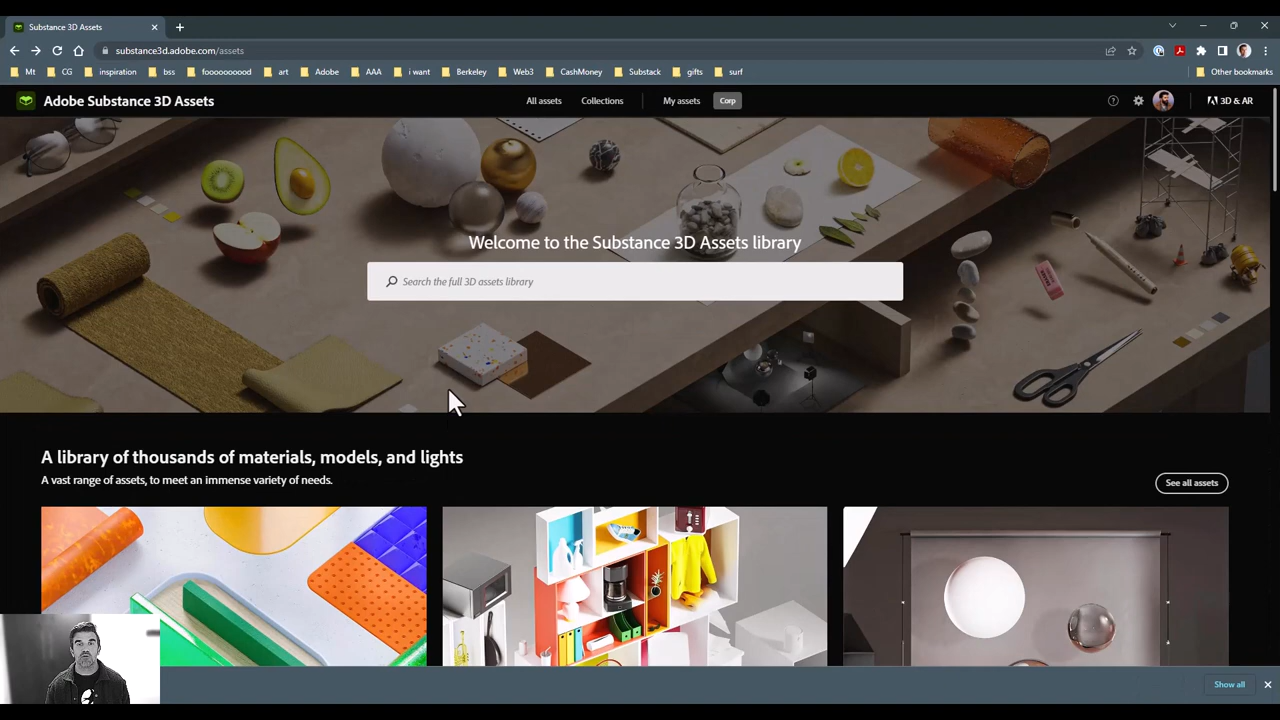 Substance 3D Assets
substance3d.adobe.com/assets
Mt CG inspiration bss foooooooood art Adobe AAA i want Berkeley Web3 CashMoney Substack gifts surf Other bookmarks
Adobe Substance 3D Assets All assets Collections My assets Corp 3D & AR
Welcome to the Substance 3D Assets library
Search the full 3D assets library
A library of thousands of materials, models, and lights
A vast range of assets, to meet an immense variety of needs.
See all assets
Show all